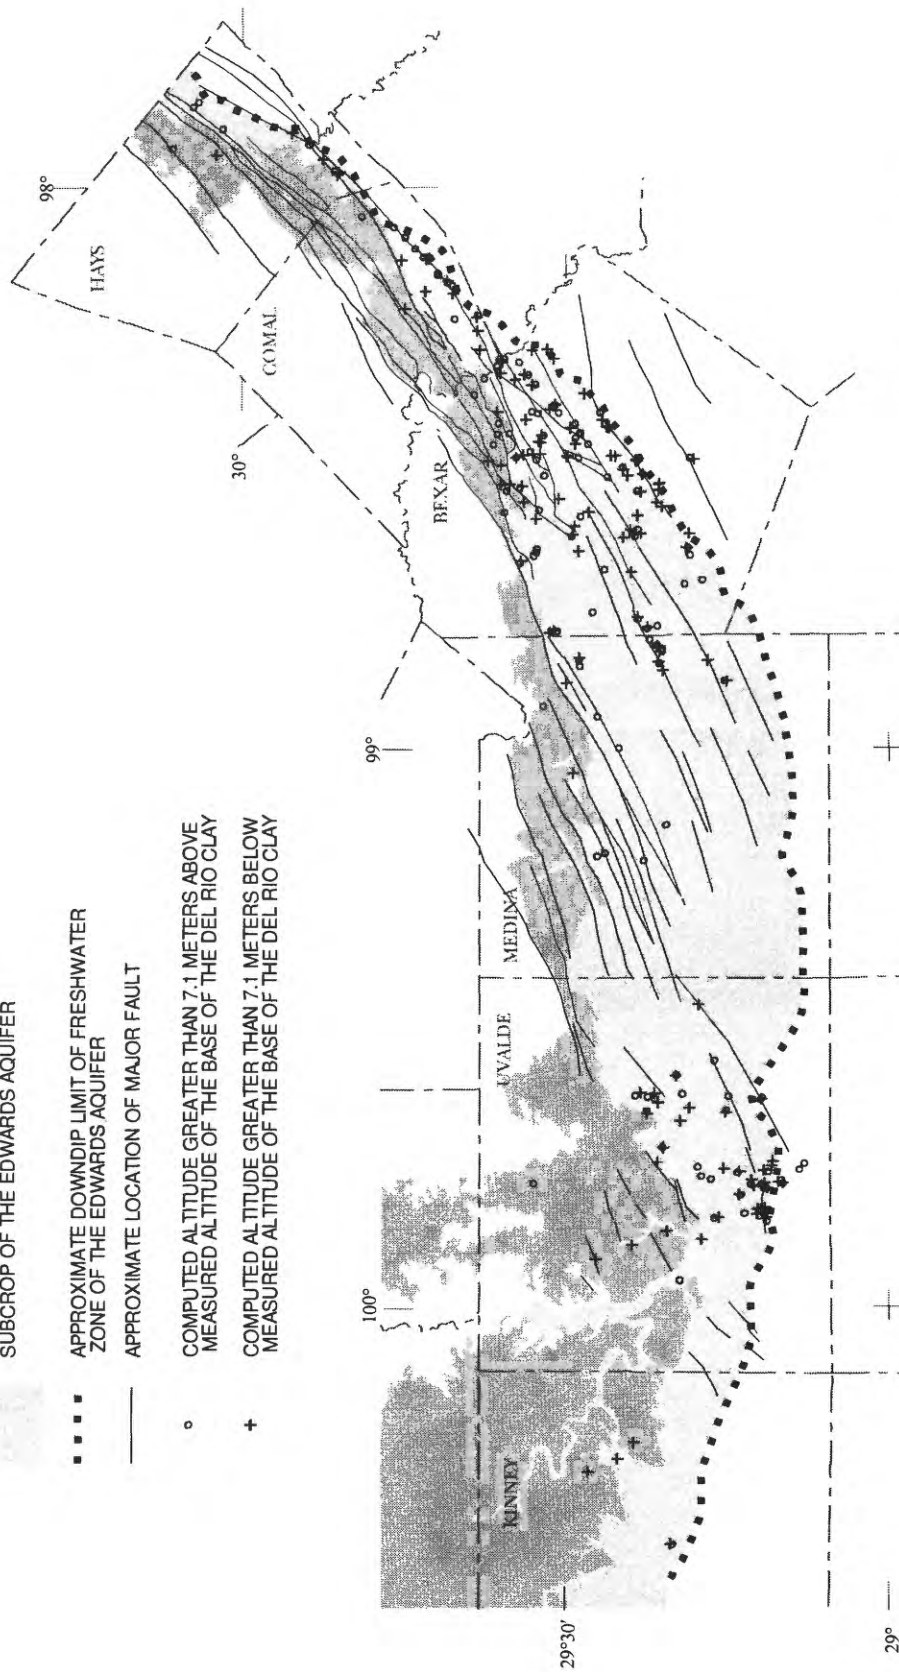 SUBCROP OF THE EDWARDS AQUIFER
APPROXIMATE DOWNDIP LIMIT OF FRESHWATER
ZONE OF THE EDWARDS AQUIFER
APPROXIMATE LOCATION OF MAJOR FAULT
COMPUTED ALTITUDE GREATER THAN 7.1 METERS ABOVE
MEASURED ALTITUDE OF THE BASE OF THE DEL RIO CLAY
COMPUTED ALTITUDE GREATER THAN 7.1 METERS BELOW
MEASURED ALTITUDE OF THE BASE OF THE DEL RIO CLAY
98°
HAYS
COMAL
30°
BEXAR
99°
MEDINA
UVALDE
100°
KINNEY
29°30'
29°